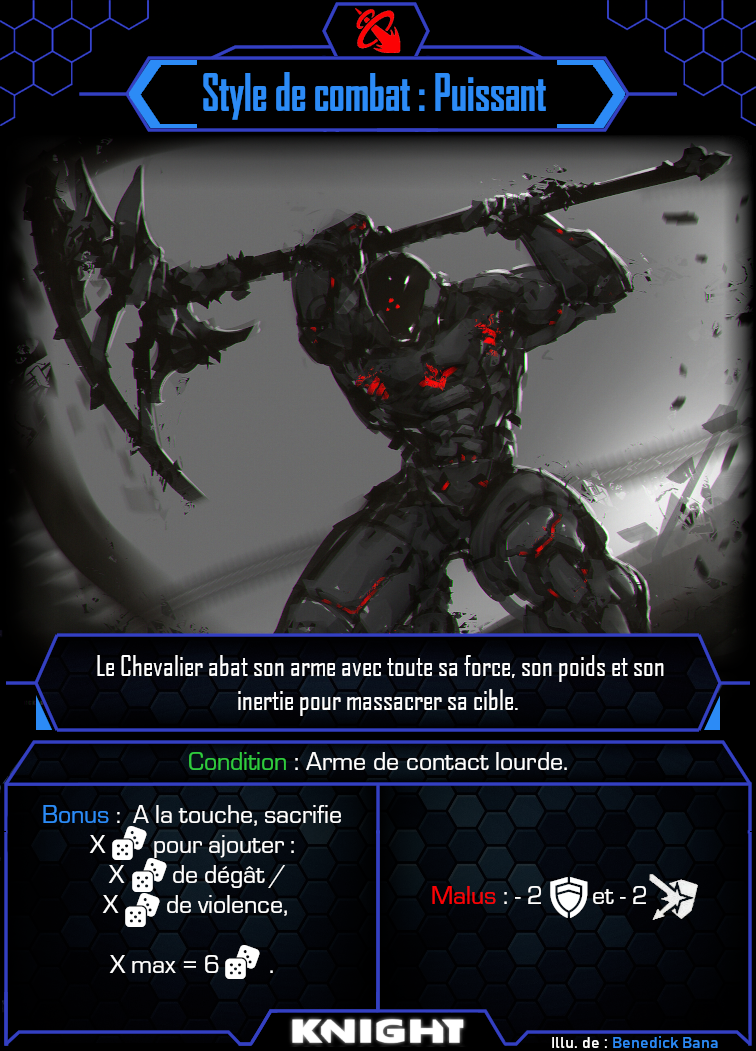 Style de combat : Puissant
Le Chevalier abat son arme avec toute sa force, son poids et son
inertie pour massacrer sa cible.
Condition : Arme de contact lourde.
Bonus : A la touche, sacrifie
X pour ajouter :
X de dégât /
X de violence,
X max = 6 .
Malus : - 2 et - 2
KNIGHT
Illu. de : Benedick Bana